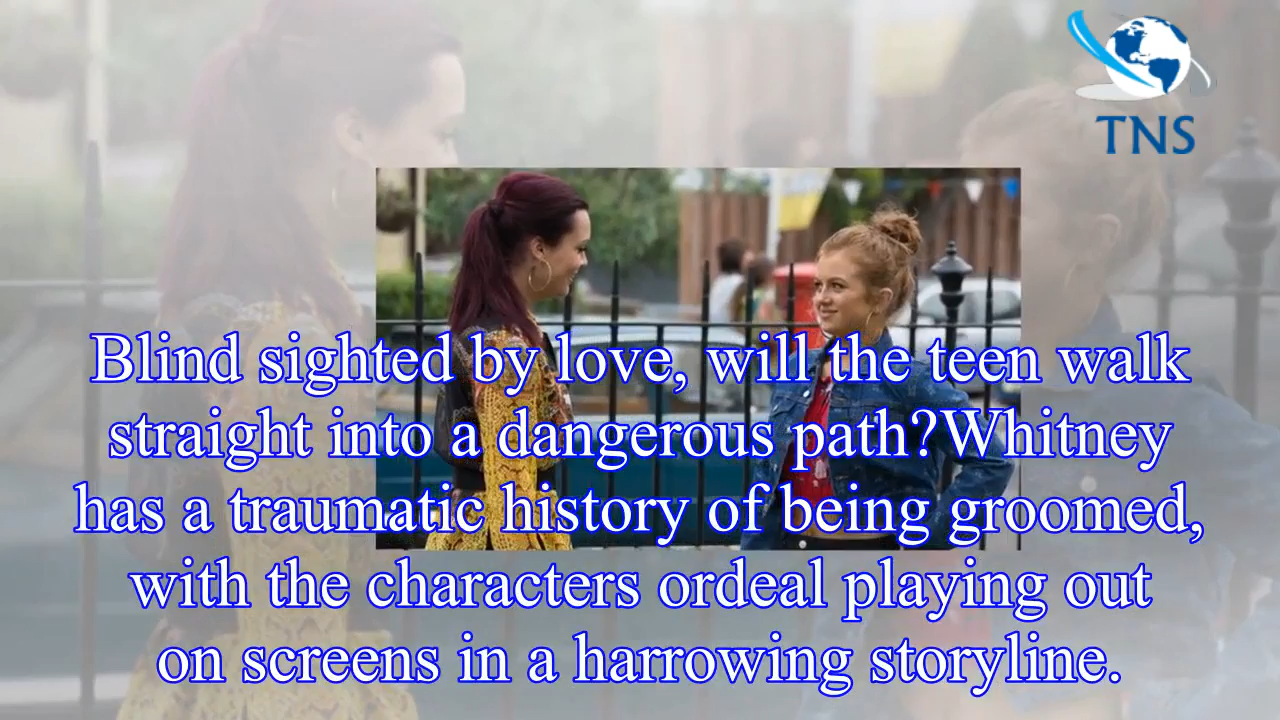 TNS
Blind sighted by love, will the teen walk
straight into a dangerous path?Whitney
has a traumatic history of being groomed,
with the characters ordeal playing out
on screens in a harrowing storyline.